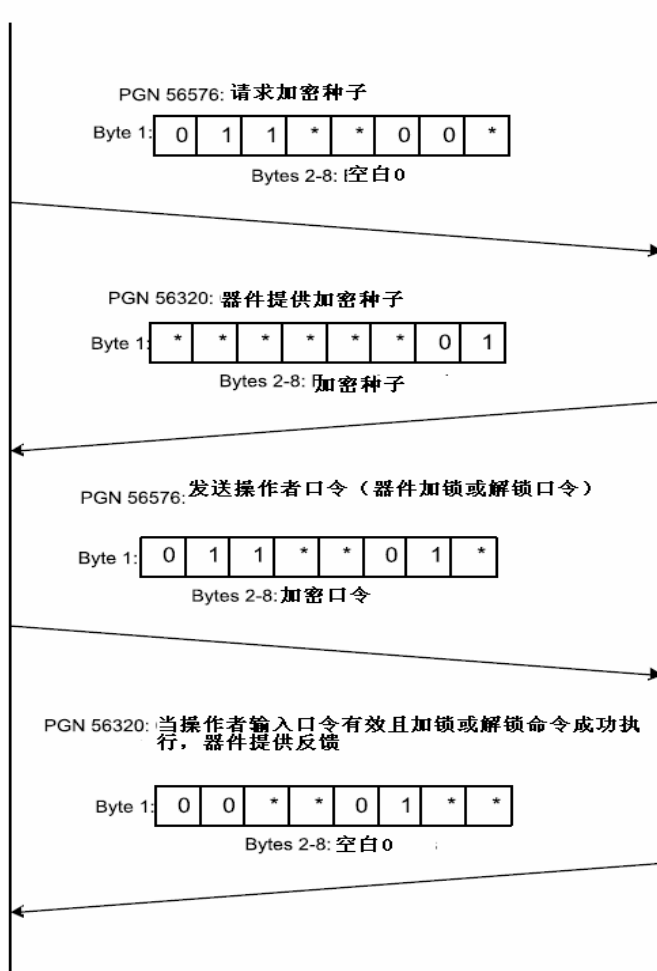 PGN 56576: 请求加密种子
Byte 1: 0 1 1 * * 0 0 *
Bytes 2-8: 空白0
PGN 56320: 器件提供加密种子
Byte 1: * * * * * * 0 1
Bytes 2-8: 加密种子
PGN 56576: 发送操作者口令（器件加锁或解锁口令）
Byte 1: 0 1 1 * * 0 1 *
Bytes 2-8: 加密口令
PGN 56320: 当操作者输入口令有效且加锁或解锁命令成功执
行，器件提供反馈
Byte 1: 0 0 * * 0 1 * *
Bytes 2-8: 空白0